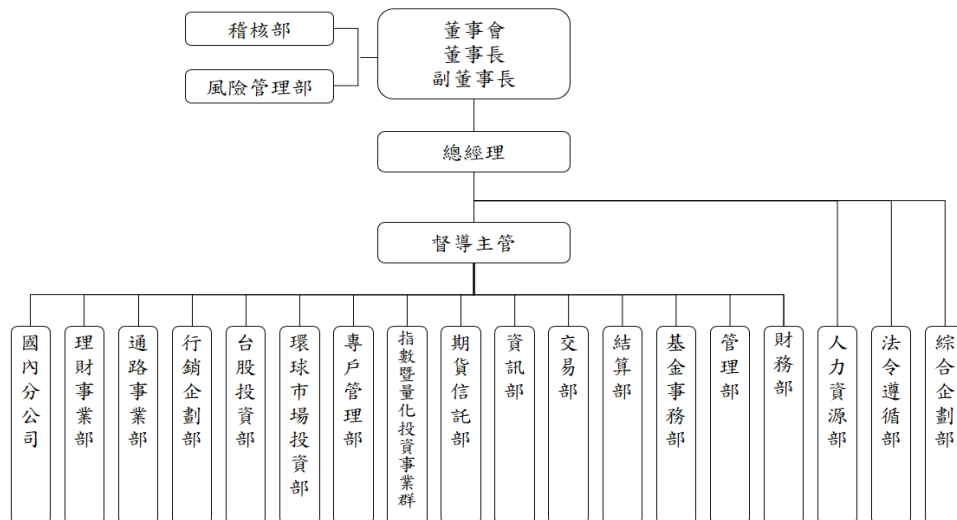 稽核部
風險管理部
董事會
董事長
副董事長
總經理
督導主管
國內分公司
理財事業部
通路事業部
行銷企劃部
台股投資部
環球市場投資部
專戶管理部
指數暨量化投資事業群
期貨信託部
資訊部
交易部
結算部
基金事務部
管理部
財務部
人力資源部
法令遵循部
綜合企劃部